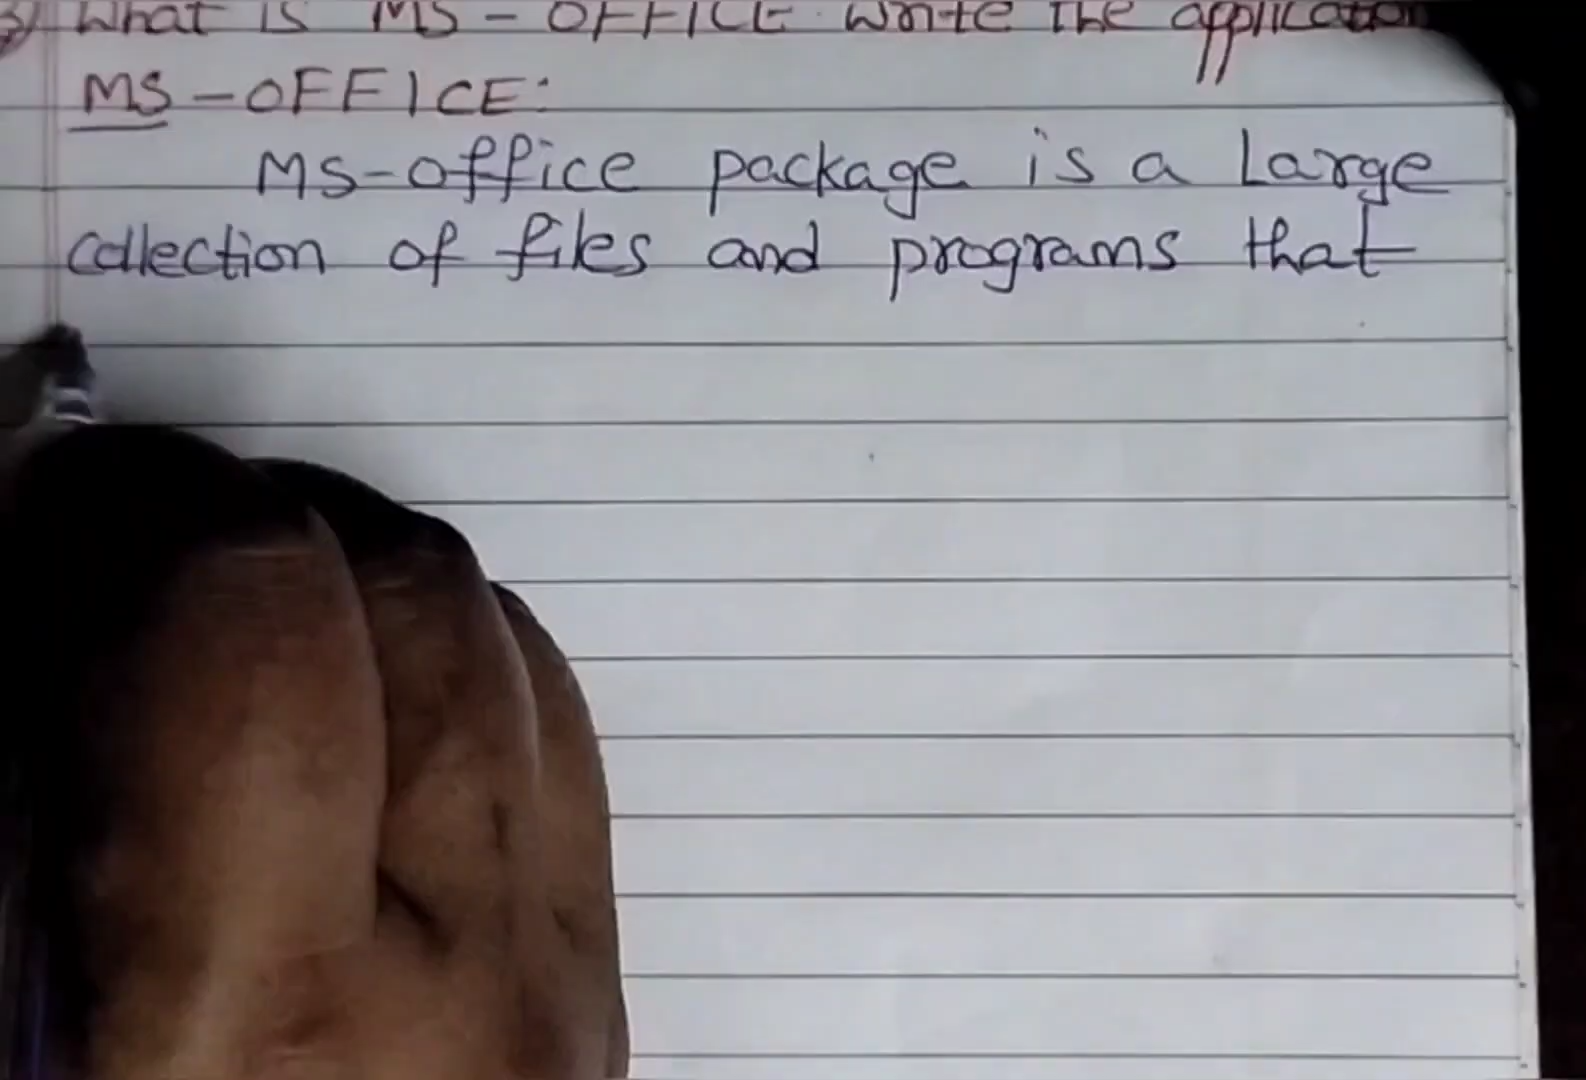 What is MS-OFFICE. Write the application
MS-OFFICE:
MS-office package is a Large
collection of files and programs that